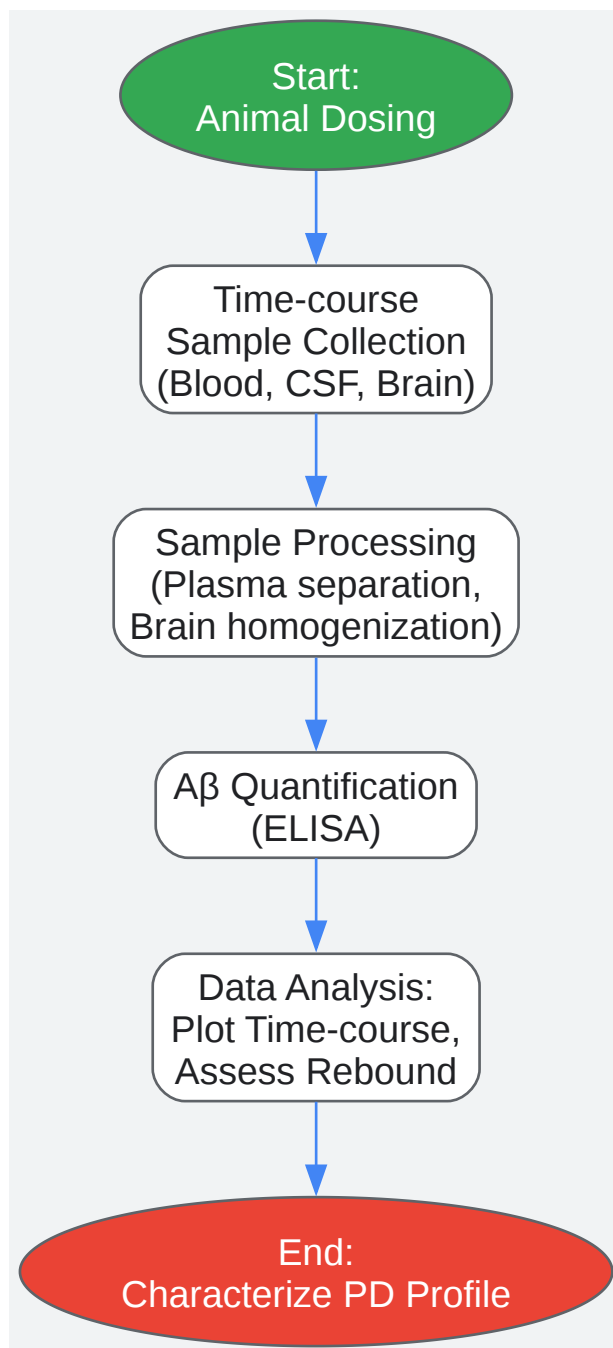 Start:
Animal Dosing
Time-course
Sample Collection
(Blood, CSF, Brain)
Sample Processing
(Plasma separation,
Brain homogenization)
Aβ Quantification
(ELISA)
Data Analysis:
Plot Time-course,
Assess Rebound
End:
Characterize PD Profile